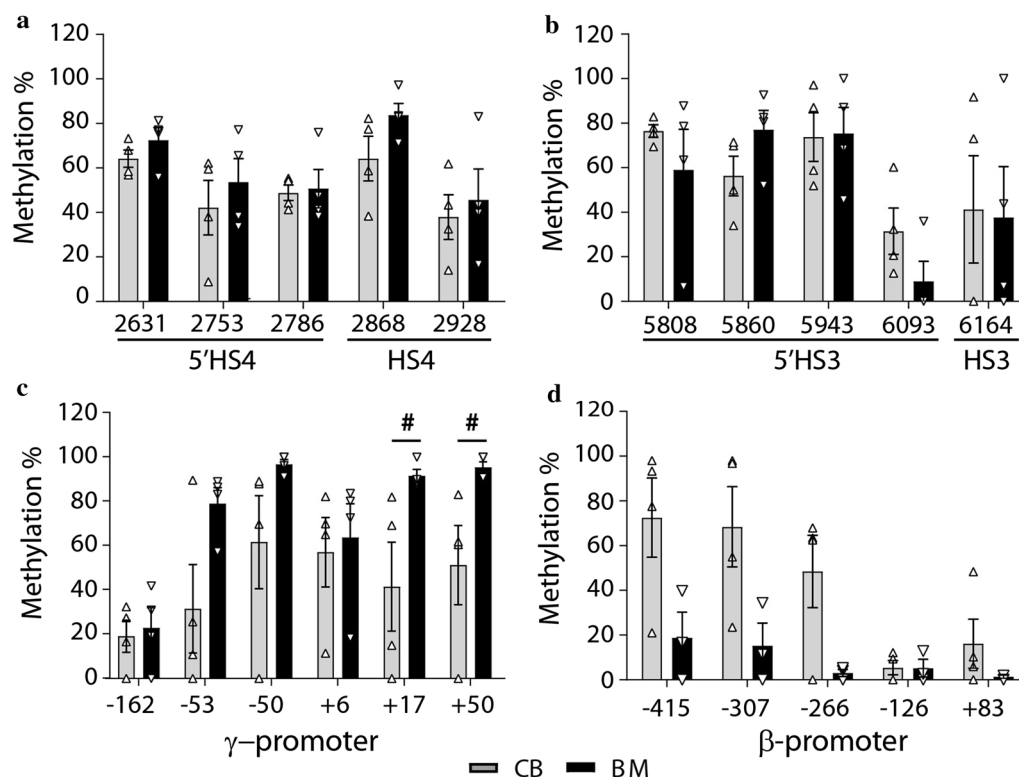 a
Methylation %
120
100
80
60
40
20
0
2631 2753 2786 2868 2928
5'HS4 HS4
b
Methylation %
120
100
80
60
40
20
0
5808 5860 5943 6093 6164
5'HS3 HS3
c
Methylation %
120
100
80
60
40
20
0
# #
-162 -53 -50 +6 +17 +50
γ–promoter
d
Methylation %
120
100
80
60
40
20
0
-415 -307 -266 -126 +83
β-promoter
CB BM